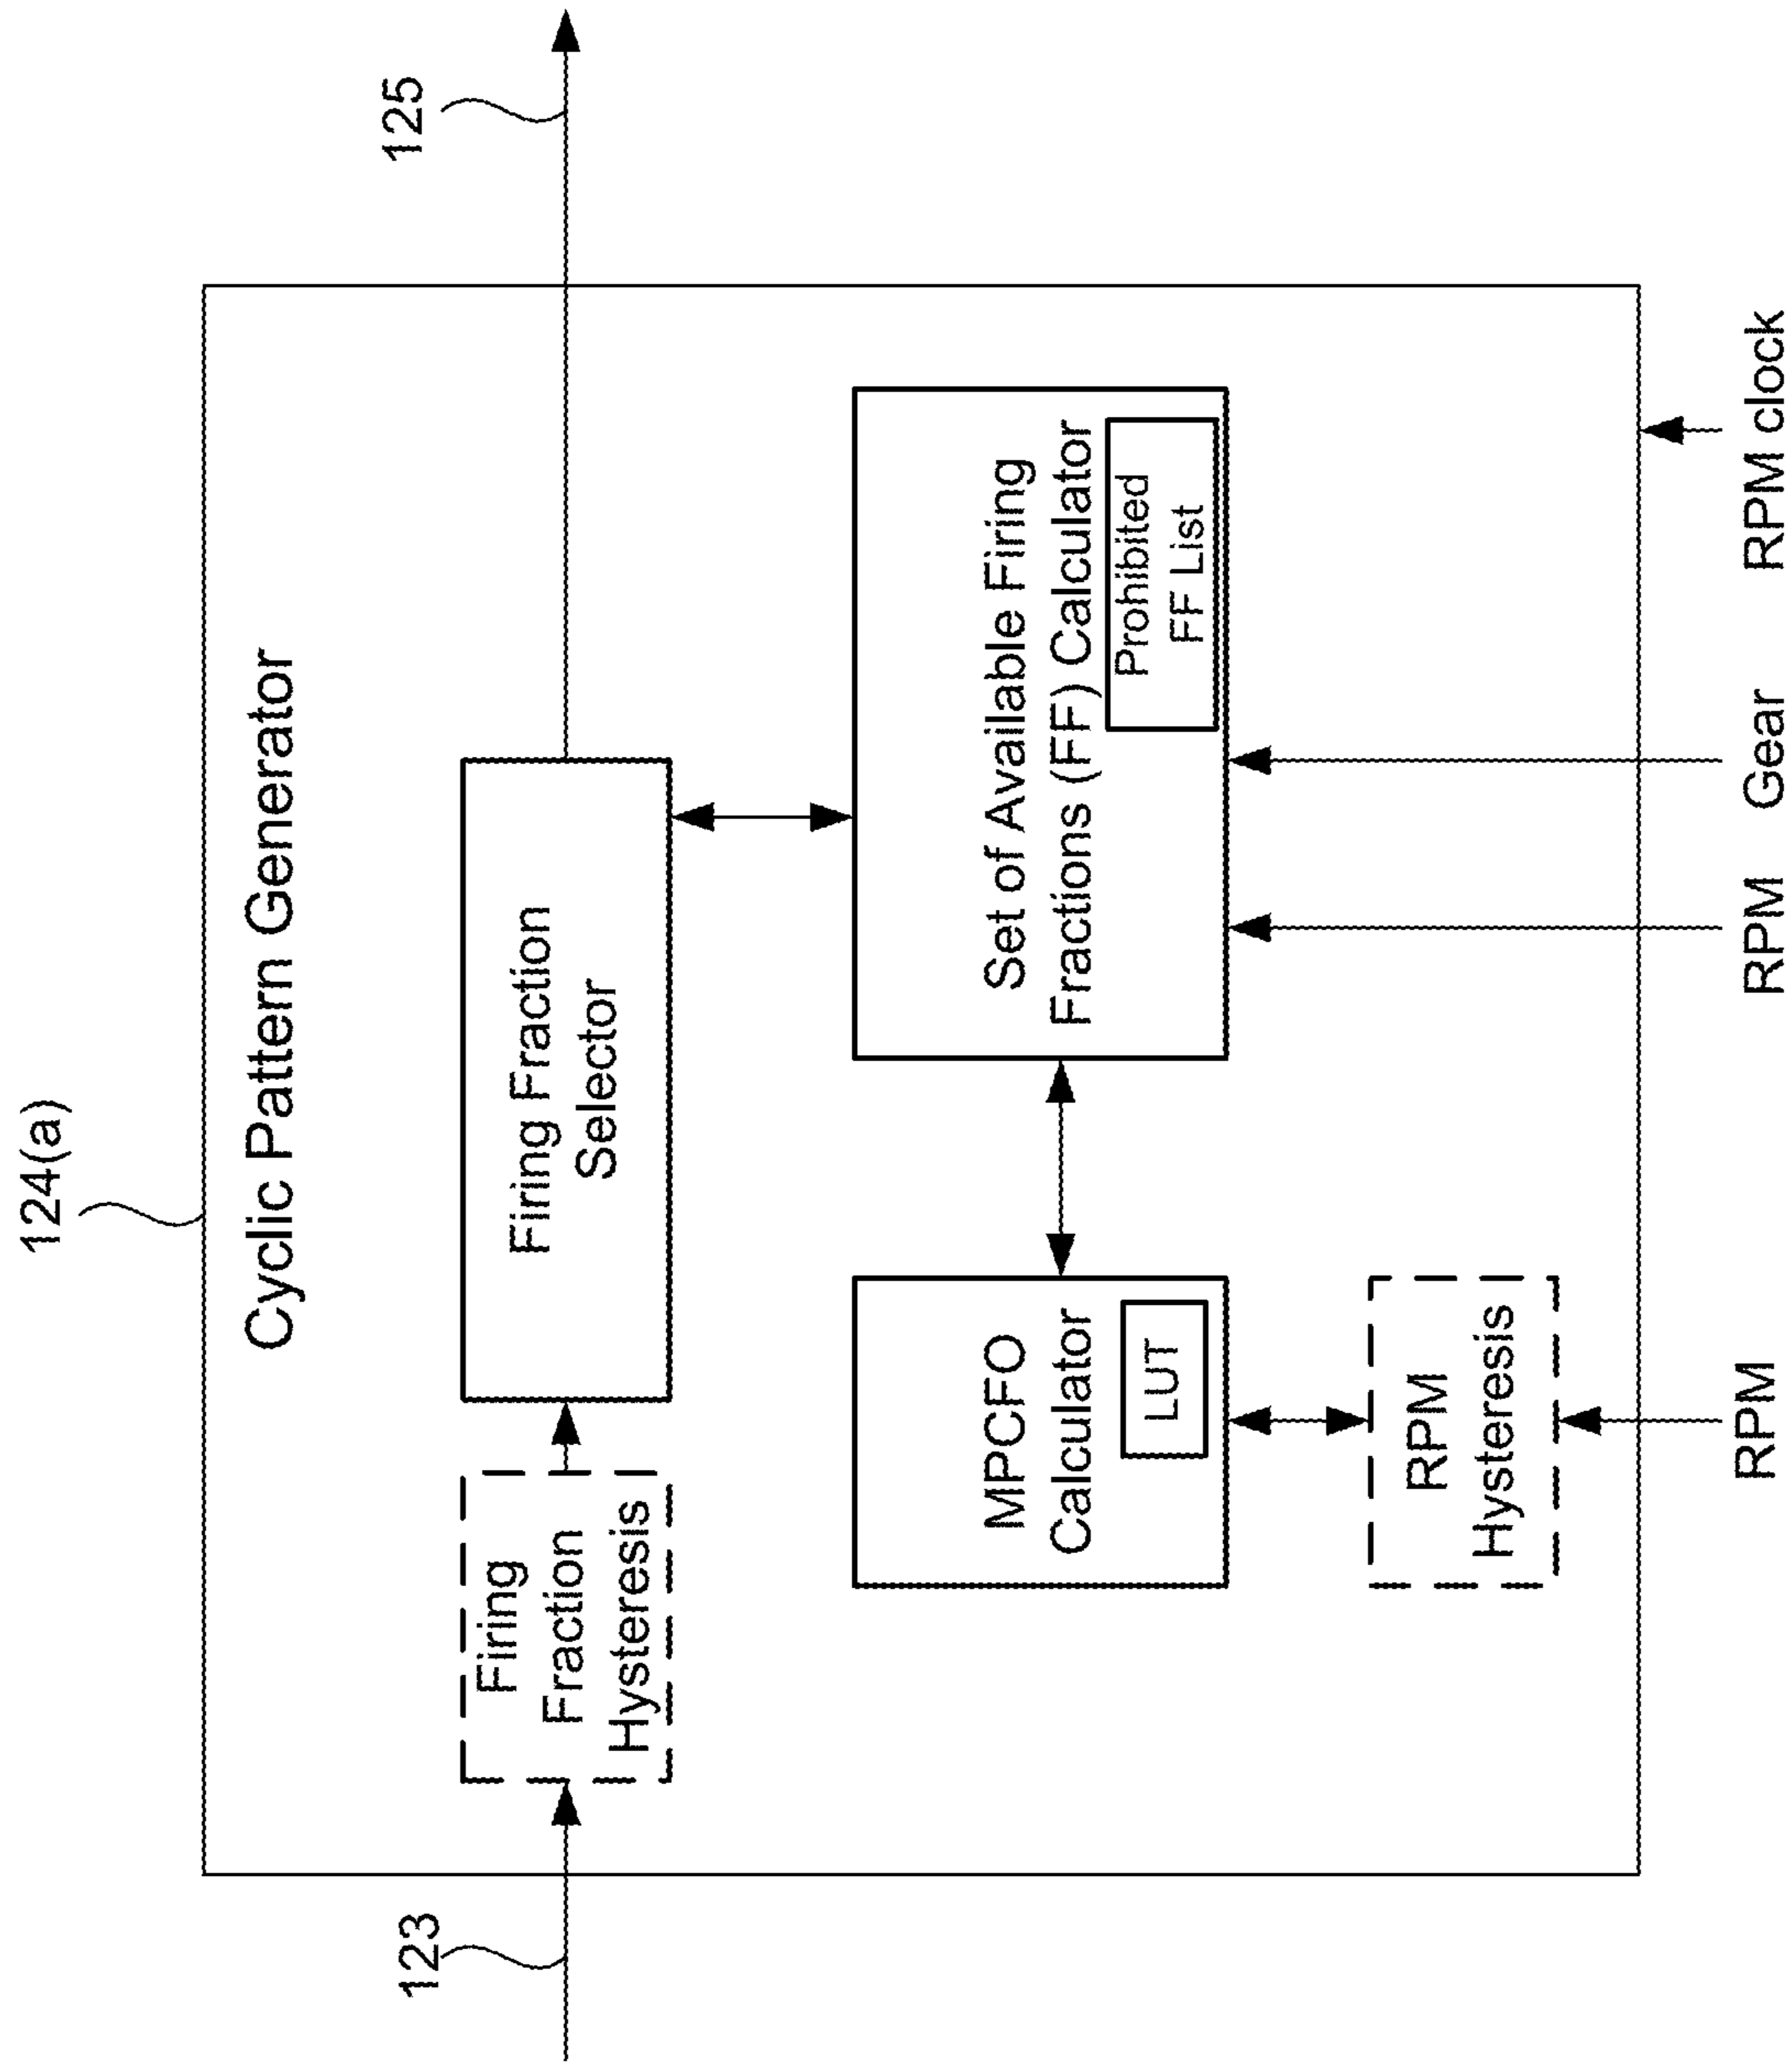 124(a)
Cyclic Pattern Generator
123
125
Firing
Fraction
Hysteresis
Firing Fraction
Selector
MPCFO
Calculator
LUT
Set of Available Firing
Fractions (FF) Calculator
Prohibited
FF List
RPM
Hysteresis
RPM
RPM
Gear
RPM clock